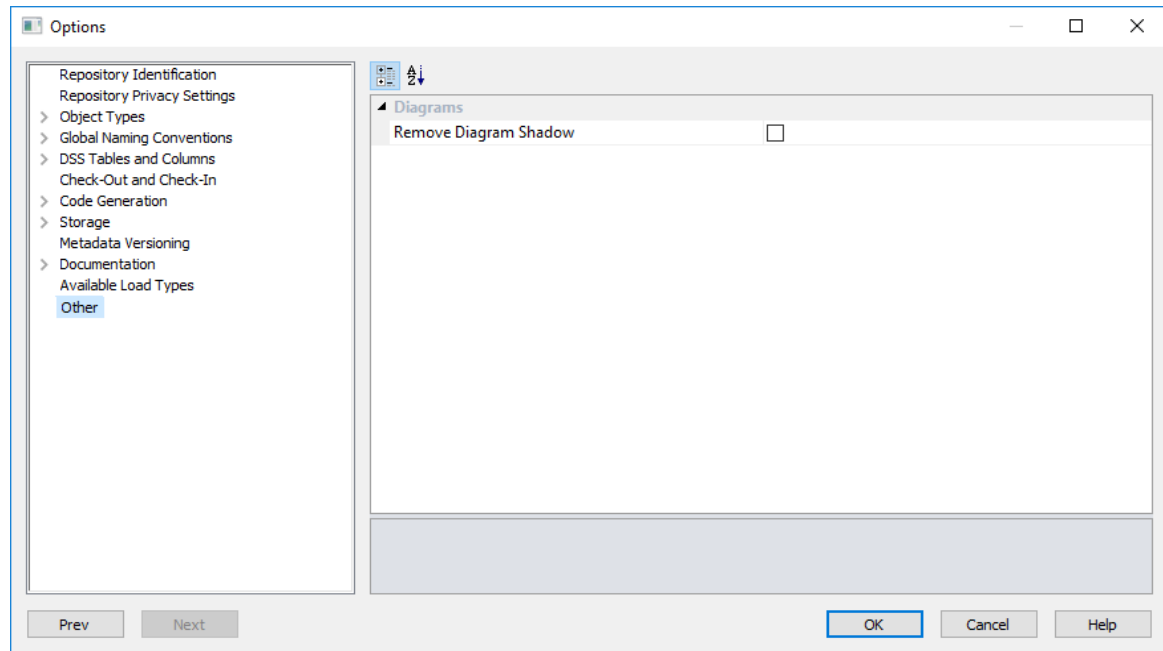 Options
Repository Identification
Repository Privacy Settings
Object Types
Global Naming Conventions
DSS Tables and Columns
Check-Out and Check-In
Code Generation
Storage
Metadata Versioning
Documentation
Available Load Types
Other
Diagrams
Remove Diagram Shadow
Prev
Next
OK
Cancel
Help